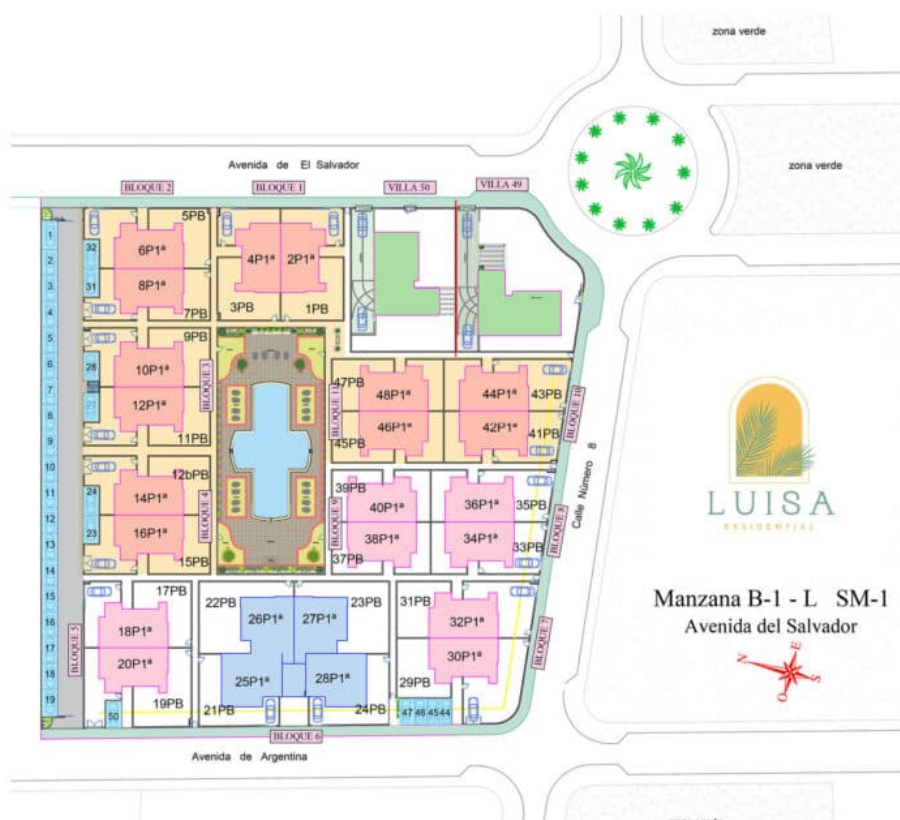 zona verde
zona verde
Avenida de El Salvador
BLOQUE 2
BLOQUE 1
VILLA 50
VILLA 49
1
2
3
4
5
6
7
8
9
10
11
12
13
14
15
16
17
18
19
32
31
5PB
6P1ª
8P1ª
7PB
4P1ª
2P1ª
3PB
1PB
9PB
28
27
10P1ª
12P1ª
11PB
BLOQUE 3
47PB
48P1ª
46P1ª
45PB
BLOQUE 11
44P1ª
42P1ª
43PB
41PB
BLOQUE 10
12bPB
24
23
14P1ª
16P1ª
15PB
BLOQUE 4
39PB
40P1ª
38P1ª
37PB
BLOQUE 9
36P1ª
34P1ª
35PB
33PB
BLOQUE 8
Calle Número 8
17PB
18P1ª
20P1ª
19PB
BLOQUE 5
50
22PB
26P1ª
27P1ª
23PB
25P1ª
28P1ª
21PB
24PB
BLOQUE 6
31PB
32P1ª
30P1ª
29PB
BLOQUE 7
47 46 45 44
Avenida de Argentina
LUISA
RESIDENTIAL
Manzana B-1 - L SM-1
Avenida del Salvador
N
E
S
O